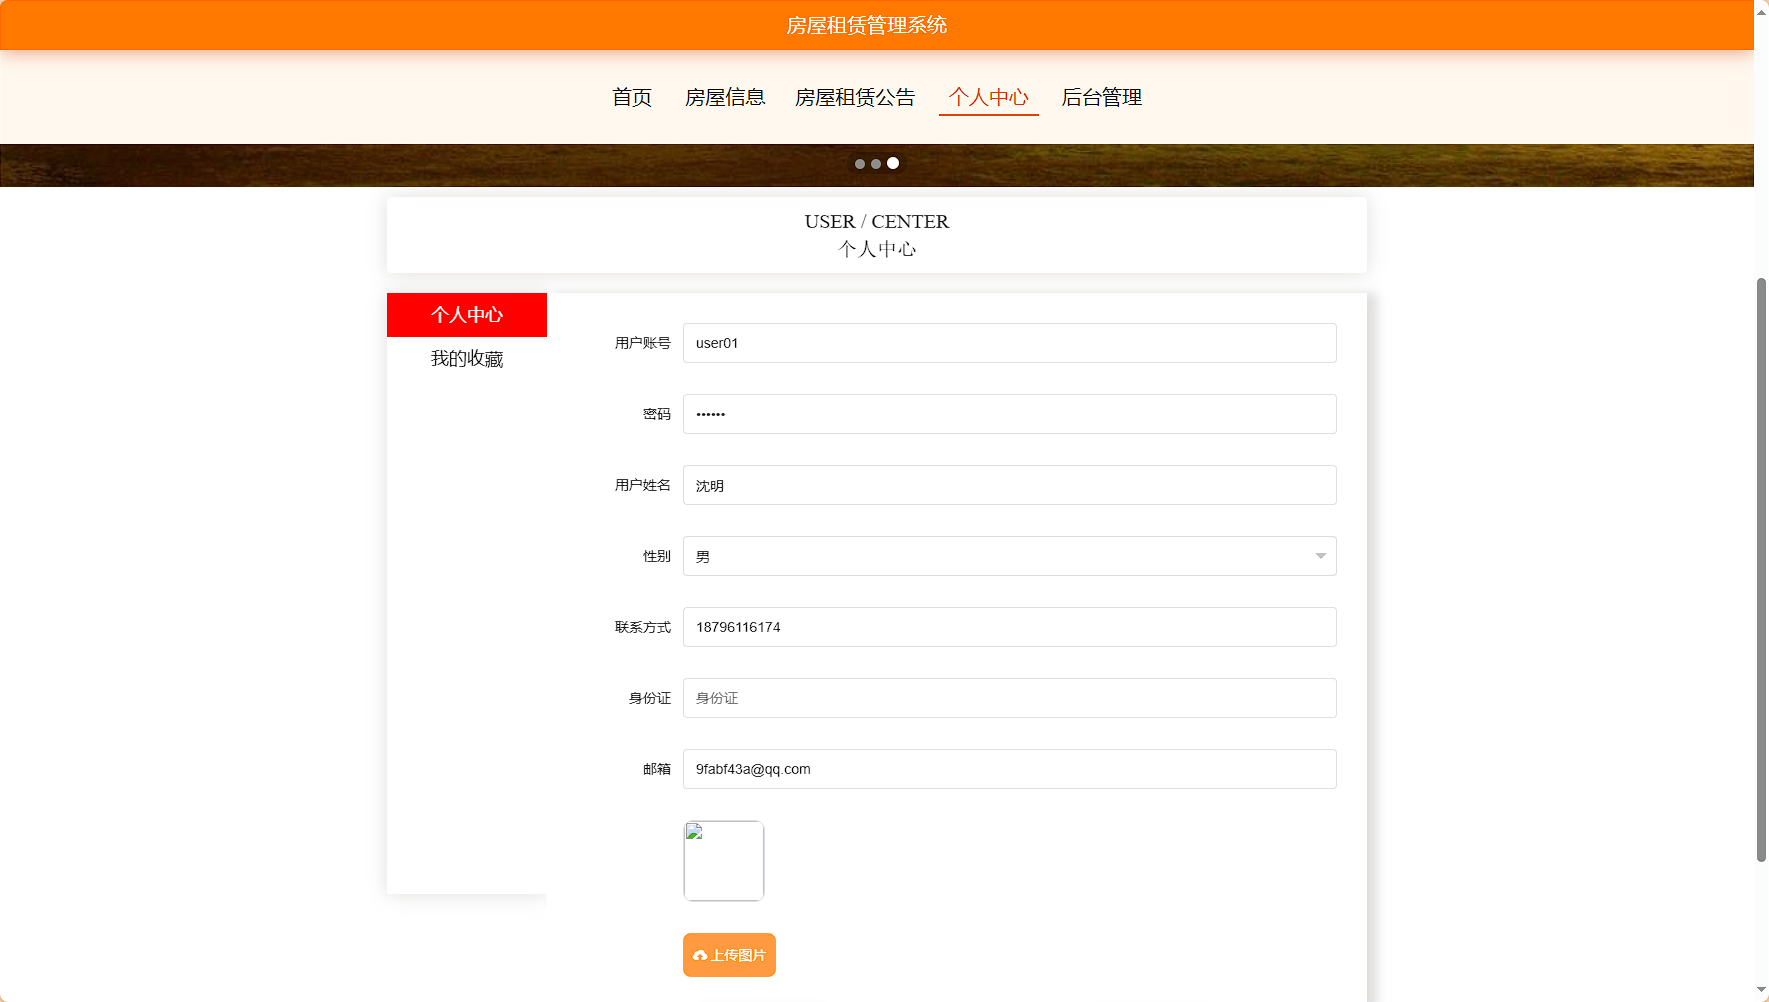 房屋租赁管理系统
首页 房屋信息 房屋租赁公告 个人中心 后台管理
USER / CENTER
个人中心
个人中心
我的收藏
用户账号 user01
密码 ••••••
用户姓名 沈明
性别 男
联系方式 18796116174
身份证 身份证
邮箱 9fabf43a@qq.com
上传图片